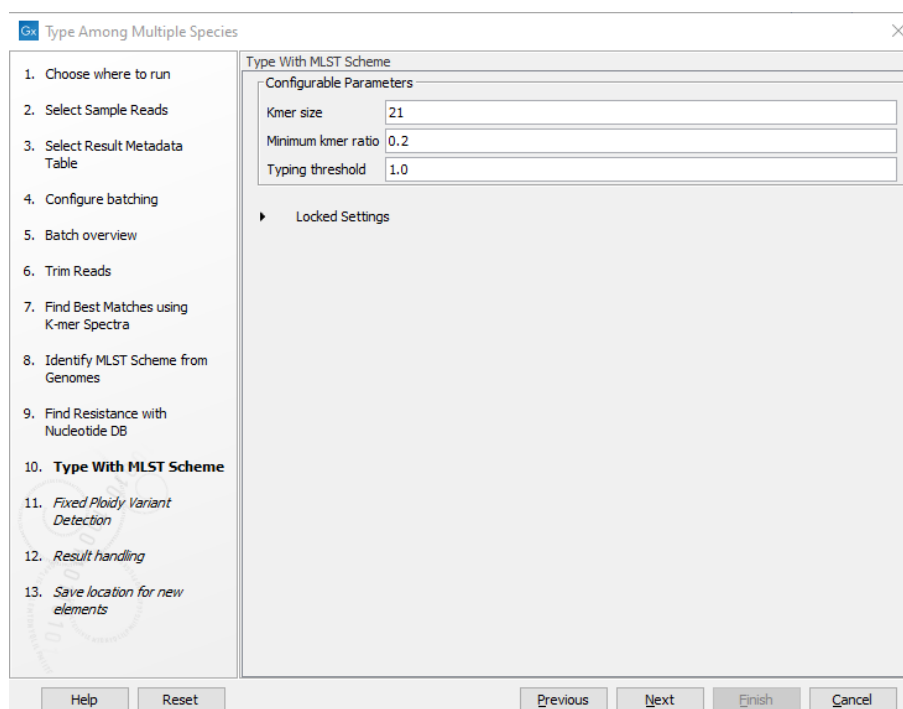 Gx Type Among Multiple Species
1. Choose where to run
2. Select Sample Reads
3. Select Result Metadata
Table
4. Configure batching
5. Batch overview
6. Trim Reads
7. Find Best Matches using
K-mer Spectra
8. Identify MLST Scheme from
Genomes
9. Find Resistance with
Nucleotide DB
10. Type With MLST Scheme
11. Fixed Ploidy Variant
Detection
12. Result handling
13. Save location for new
elements
Type With MLST Scheme
Configurable Parameters
Kmer size 21
Minimum kmer ratio 0.2
Typing threshold 1.0
Locked Settings
Help Reset Previous Next Finish Cancel